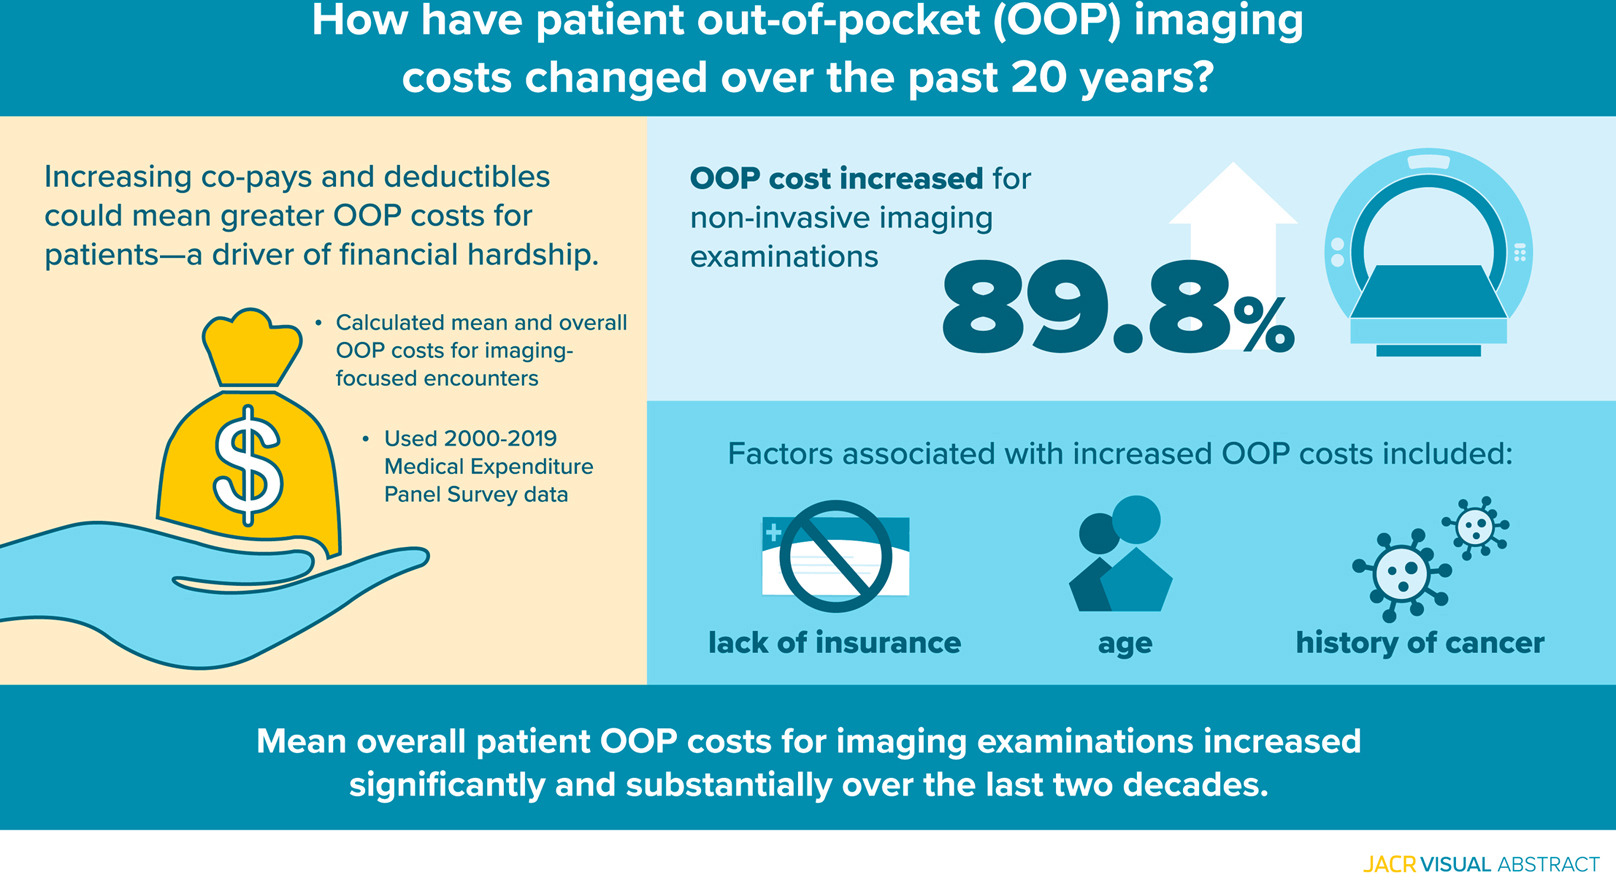 How have patient out-of-pocket (OOP) imaging
costs changed over the past 20 years?
Increasing co-pays and deductibles
could mean greater OOP costs for
patients—a driver of financial hardship.
• Calculated mean and overall
OOP costs for imaging-
focused encounters
• Used 2000-2019
Medical Expenditure
Panel Survey data
$
OOP cost increased for
non-invasive imaging
examinations
89.8%
Factors associated with increased OOP costs included:
lack of insurance
age
history of cancer
Mean overall patient OOP costs for imaging examinations increased
significantly and substantially over the last two decades.
JACR VISUAL ABSTRACT